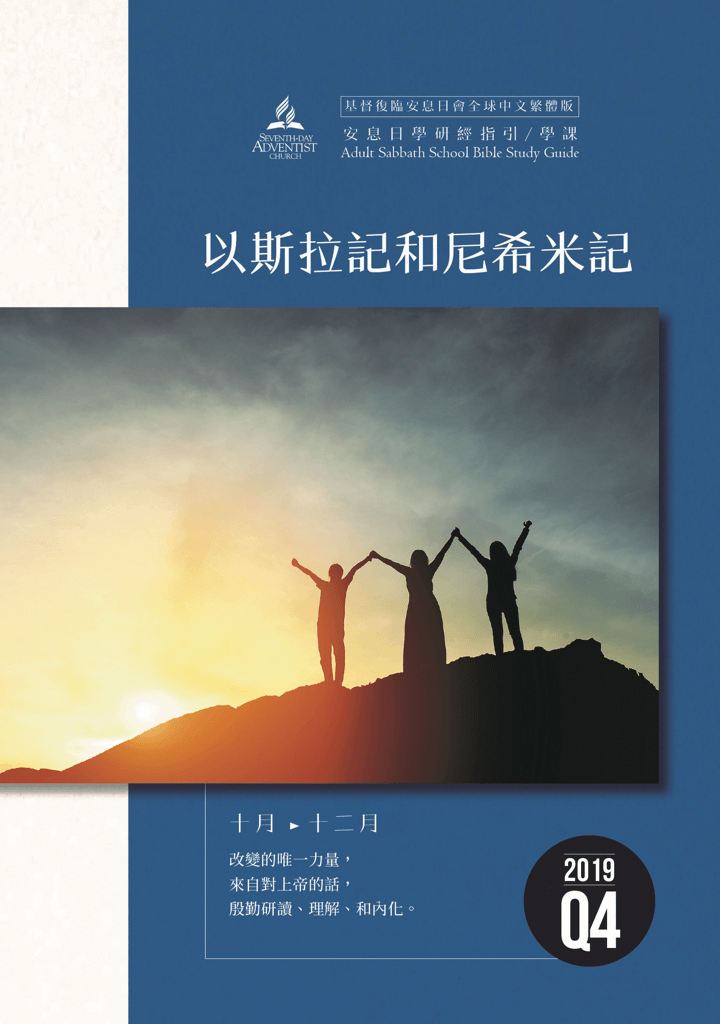 SEVENTH-DAY
ADVENTIST
CHURCH
基督復臨安息日會全球中文繁體版
安息日學研經指引/學課
Adult Sabbath School Bible Study Guide
以斯拉記和尼希米記
十月 ► 十二月
改變的唯一力量，
來自對上帝的話，
殷勤研讀、理解、和內化。
2019
Q4